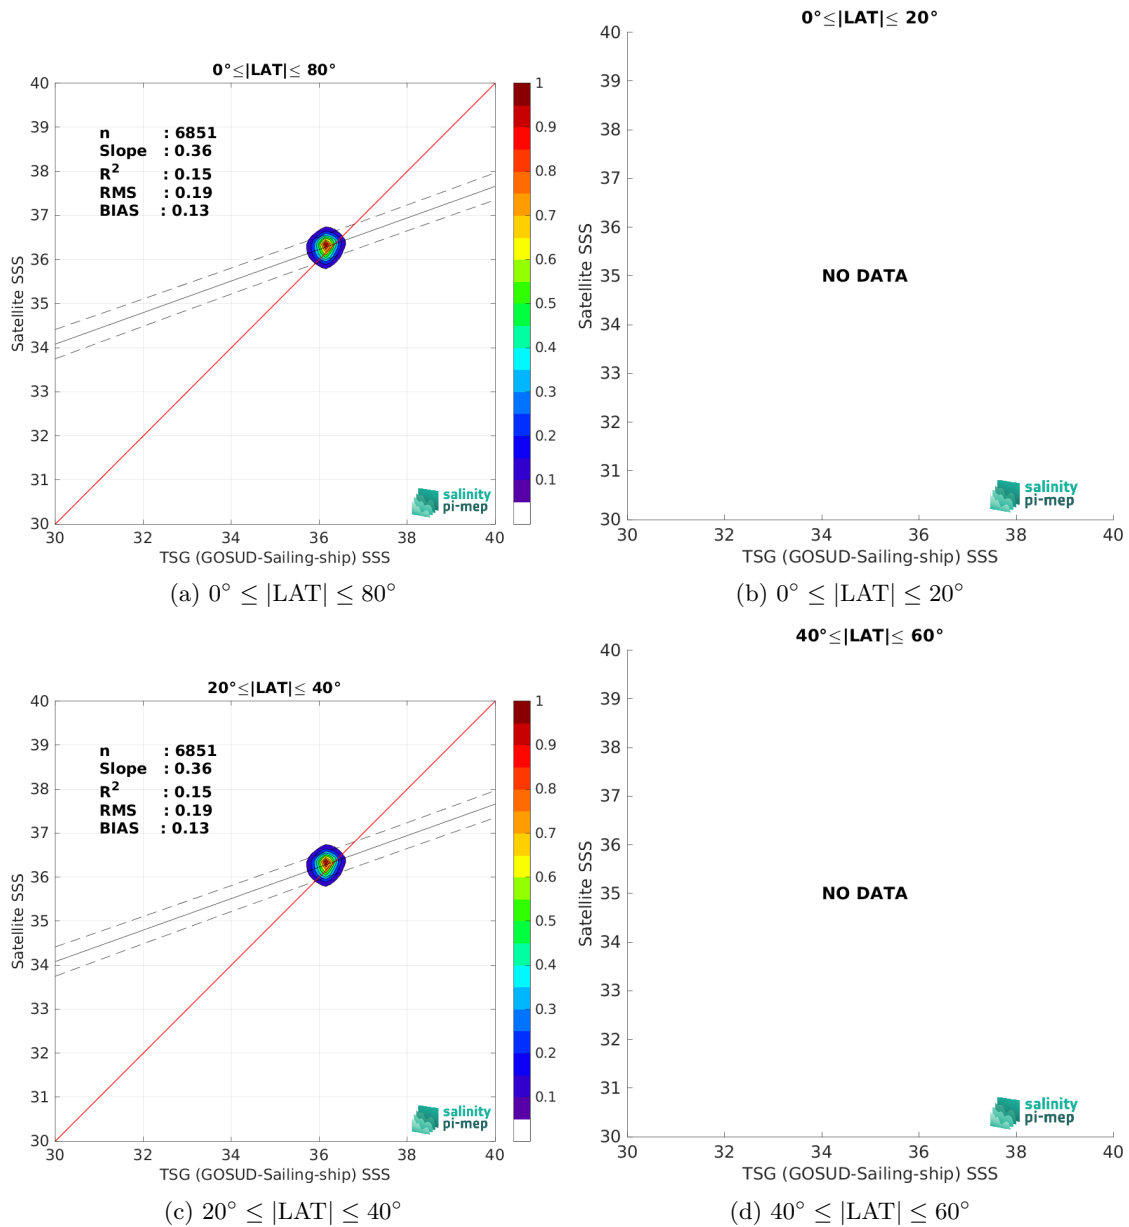 0°≤|LAT|≤ 80°
40
39
38
37
36
35
34
33
32
31
30
Satellite SSS
n : 6851
Slope : 0.36
R² : 0.15
RMS : 0.19
BIAS : 0.13
salinity
pi-mep
30 32 34 36 38 40
TSG (GOSUD-Sailing-ship) SSS
1
0.9
0.8
0.7
0.6
0.5
0.4
0.3
0.2
0.1
(a) 0° ≤ |LAT| ≤ 80°
0°≤|LAT|≤ 20°
40
39
38
37
36
35
34
33
32
31
30
Satellite SSS
NO DATA
salinity
pi-mep
30 32 34 36 38 40
TSG (GOSUD-Sailing-ship) SSS
(b) 0° ≤ |LAT| ≤ 20°
20°≤|LAT|≤ 40°
40
39
38
37
36
35
34
33
32
31
30
Satellite SSS
n : 6851
Slope : 0.36
R² : 0.15
RMS : 0.19
BIAS : 0.13
salinity
pi-mep
30 32 34 36 38 40
TSG (GOSUD-Sailing-ship) SSS
1
0.9
0.8
0.7
0.6
0.5
0.4
0.3
0.2
0.1
(c) 20° ≤ |LAT| ≤ 40°
40°≤|LAT|≤ 60°
40
39
38
37
36
35
34
33
32
31
30
Satellite SSS
NO DATA
salinity
pi-mep
30 32 34 36 38 40
TSG (GOSUD-Sailing-ship) SSS
(d) 40° ≤ |LAT| ≤ 60°